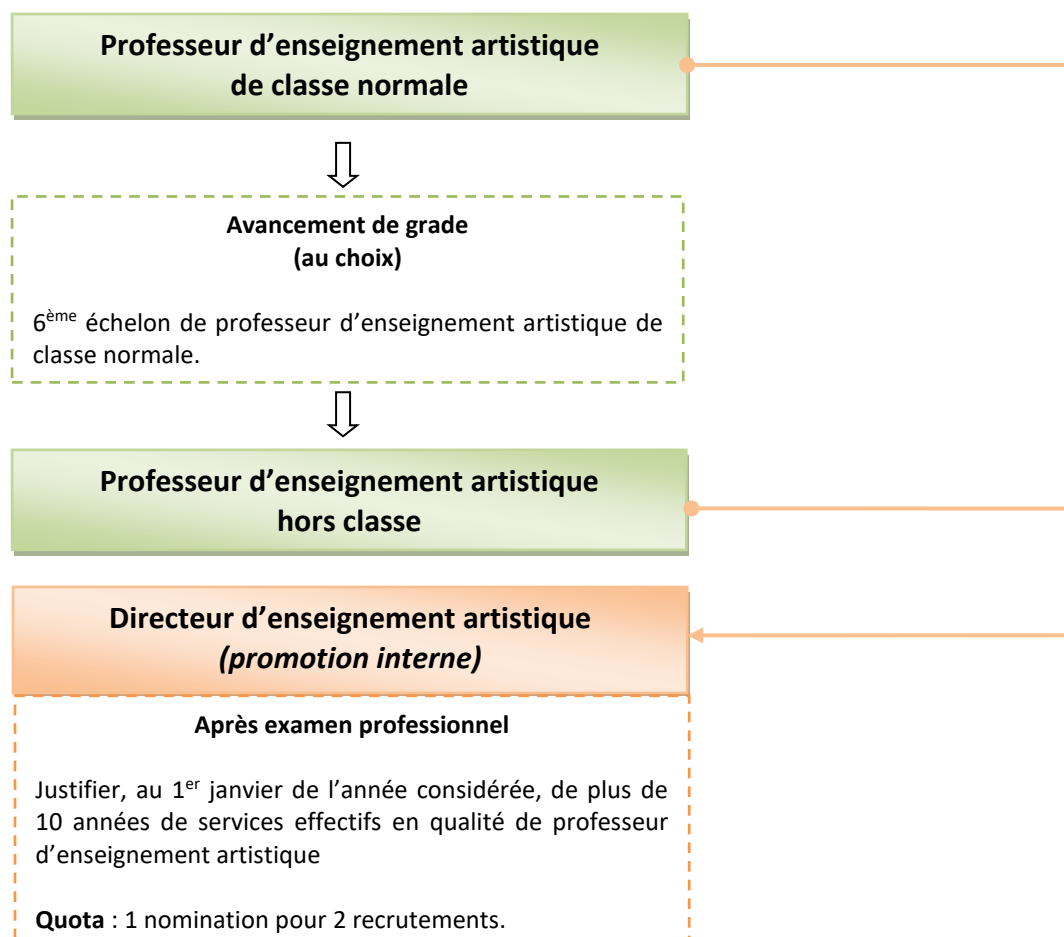 Professeur d’enseignement artistique
de classe normale
Avancement de grade
(au choix)
6ème échelon de professeur d’enseignement artistique de
classe normale.
Professeur d’enseignement artistique
hors classe
Directeur d’enseignement artistique
(promotion interne)
Après examen professionnel
Justifier, au 1er janvier de l’année considérée, de plus de
10 années de services effectifs en qualité de professeur
d’enseignement artistique
Quota : 1 nomination pour 2 recrutements.